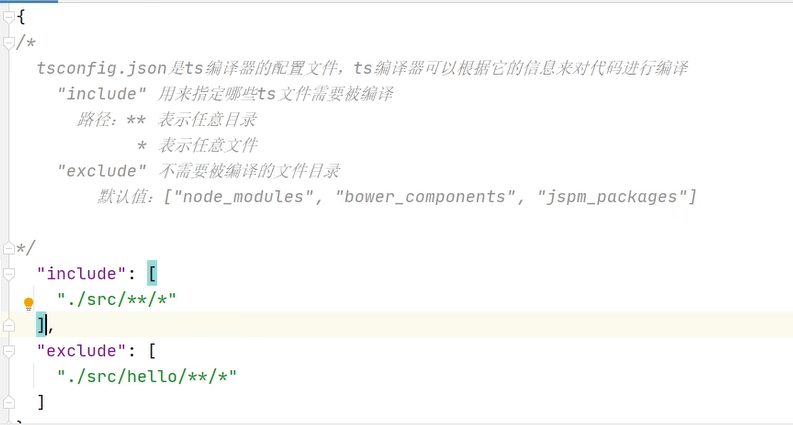 {
/*
tsconfig.json是ts编译器的配置文件，ts编译器可以根据它的信息来对代码进行编译
"include" 用来指定哪些ts文件需要被编译
路径：** 表示任意目录
* 表示任意文件
"exclude" 不需要被编译的文件目录
默认值：["node_modules", "bower_components", "jspm_packages"]
*/
"include": [
"./src/**/*"
],
"exclude": [
"./src/hello/**/*"
]